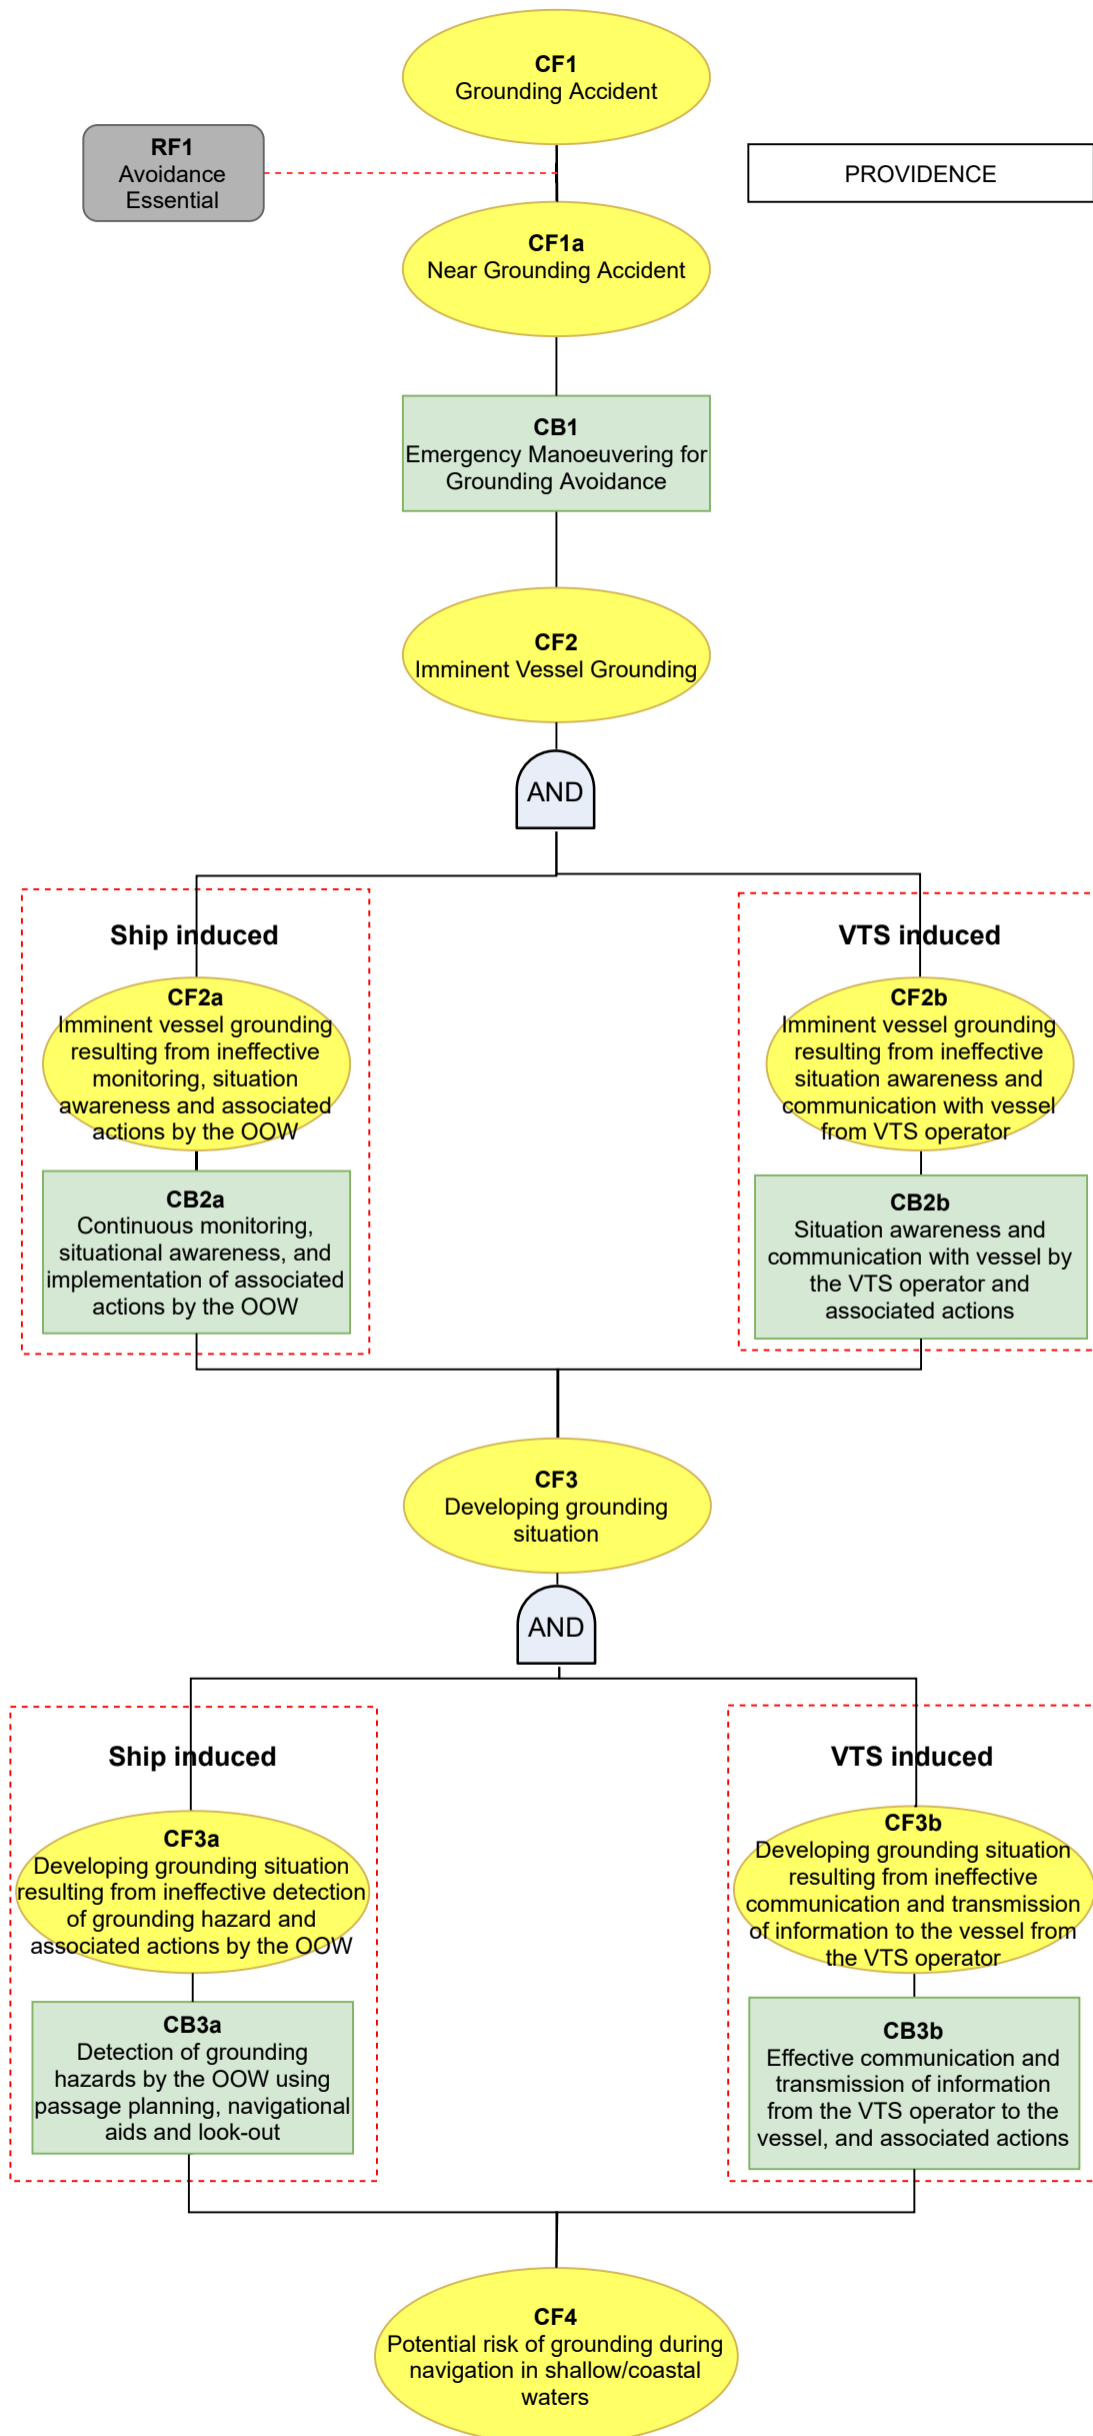 CF1
Grounding Accident
RF1
Avoidance
Essential
PROVIDENCE
CF1a
Near Grounding Accident
CB1
Emergency Manoeuvering for
Grounding Avoidance
CF2
Imminent Vessel Grounding
AND
Ship induced
CF2a
Imminent vessel grounding
resulting from ineffective
monitoring, situation
awareness and associated
actions by the OOW
CB2a
Continuous monitoring,
situational awareness, and
implementation of associated
actions by the OOW
VTS induced
CF2b
Imminent vessel grounding
resulting from ineffective
situation awareness and
communication with vessel
from VTS operator
CB2b
Situation awareness and
communication with vessel by
the VTS operator and
associated actions
CF3
Developing grounding
situation
AND
Ship induced
CF3a
Developing grounding situation
resulting from ineffective detection
of grounding hazard and
associated actions by the OOW
CB3a
Detection of grounding
hazards by the OOW using
passage planning, navigational
aids and look-out
VTS induced
CF3b
Developing grounding situation
resulting from ineffective
communication and transmission
of information to the vessel from
the VTS operator
CB3b
Effective communication and
transmission of information
from the VTS operator to the
vessel, and associated actions
CF4
Potential risk of grounding during
navigation in shallow/coastal
waters